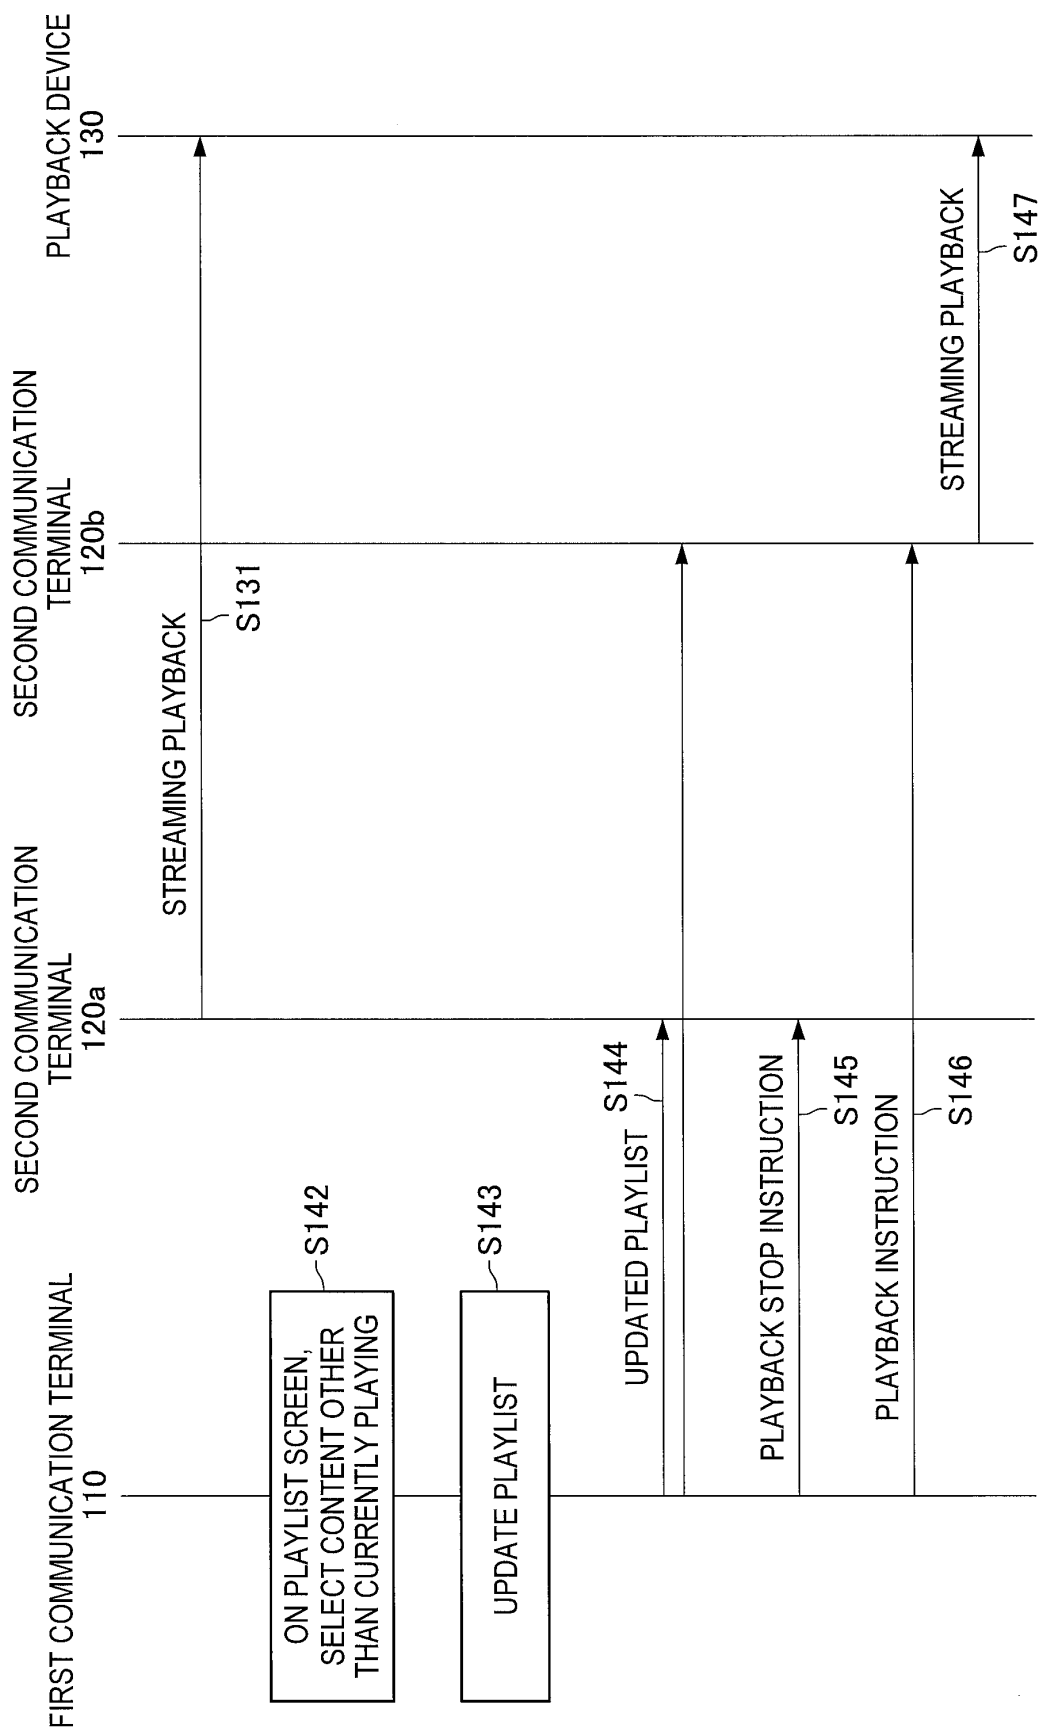 FIRST COMMUNICATION TERMINAL
110
SECOND COMMUNICATION
TERMINAL
120a
SECOND COMMUNICATION
TERMINAL
120b
PLAYBACK DEVICE
130
STREAMING PLAYBACK
S131
ON PLAYLIST SCREEN,
SELECT CONTENT OTHER
THAN CURRENTLY PLAYING
S142
UPDATE PLAYLIST
S143
UPDATED PLAYLIST
S144
PLAYBACK STOP INSTRUCTION
S145
PLAYBACK INSTRUCTION
S146
STREAMING PLAYBACK
S147